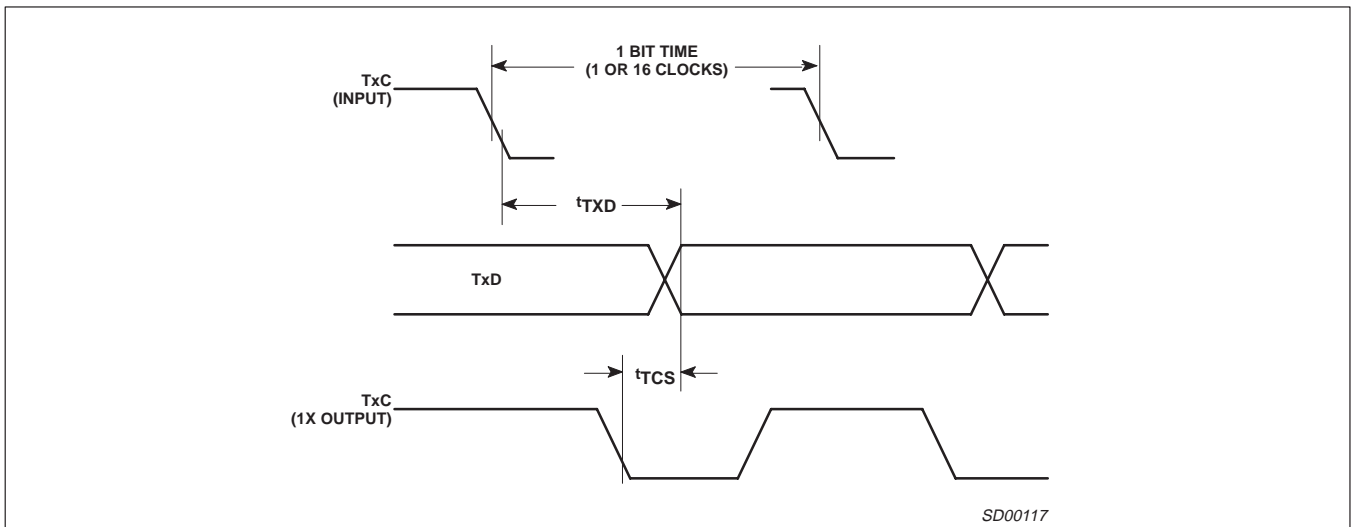 1 BIT TIME
(1 OR 16 CLOCKS)
TxC
(INPUT)
tTXD
TxD
tTCS
TxC
(1X OUTPUT)
SD00117